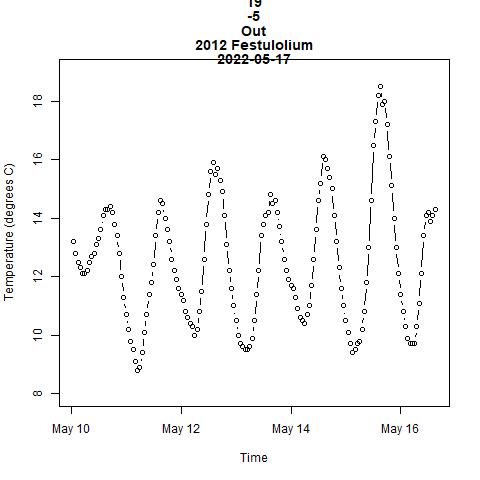 19
-5
Out
2012 Festulolium
2022-05-17
Temperature (degrees C)
18
16
14
12
10
8
May 10
May 12
May 14
May 16
Time